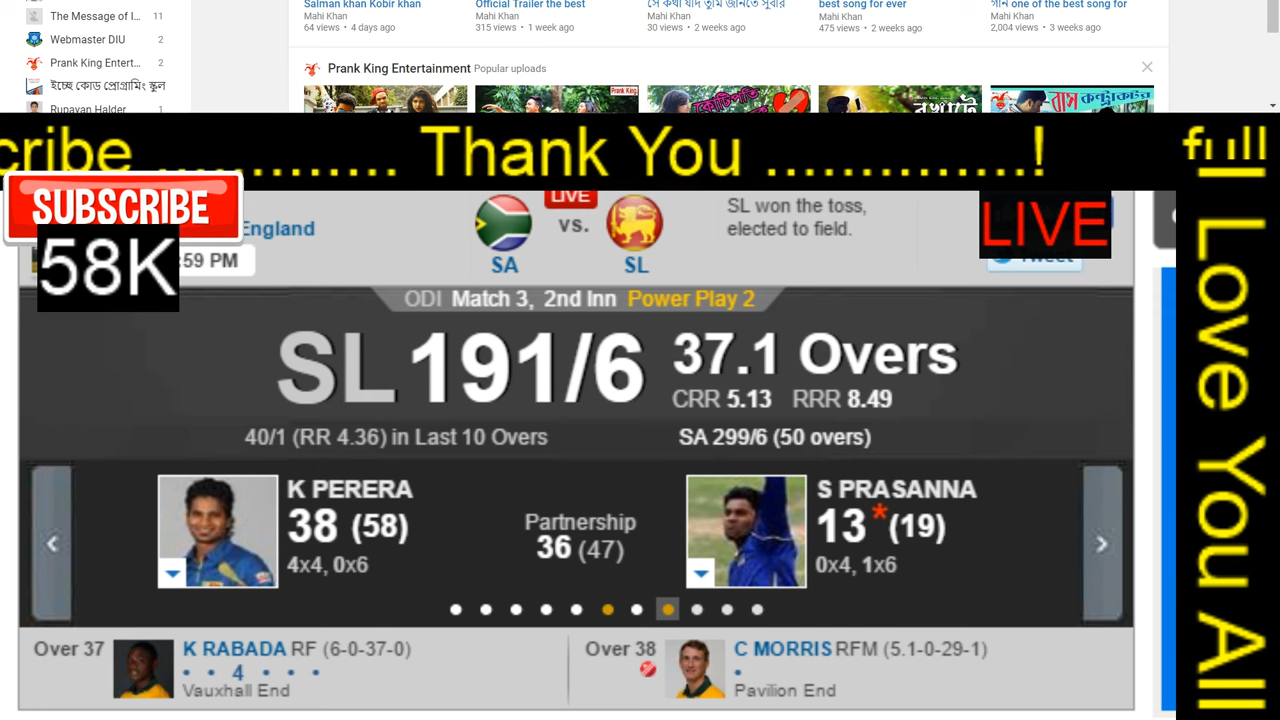 The Message of I... 11
Webmaster DIU 2
Prank King Entert... 2
ইচ্ছে কোড প্রোগ্রামিং স্কুল
Rupayan Halder 1
Salman khan Kobir khan
Mahi Khan
64 views • 4 days ago
Official Trailer the best
Mahi Khan
315 views • 1 week ago
সে কথা যদি তুমি জানতে সুবীর
Mahi Khan
30 views • 2 weeks ago
best song for ever
Mahi Khan
475 views • 2 weeks ago
গান one of the best song for
Mahi Khan
2,004 views • 3 weeks ago
Prank King Entertainment Popular uploads
Prank King
কোটিপতি
বখাটে
বাস কন্ট্রাকটর
cribe ............. Thank You ..............!
SUBSCRIBE
58K
England
:59 PM
LIVE
SA vs. SL
SL won the toss,
elected to field.
LIVE
Tweet
ODI Match 3, 2nd Inn Power Play 2
SL 191/6 37.1 Overs
CRR 5.13 RRR 8.49
40/1 (RR 4.36) in Last 10 Overs
SA 299/6 (50 overs)
K PERERA
38 (58)
4x4, 0x6
Partnership
36 (47)
S PRASANNA
13*(19)
0x4, 1x6
Over 37
K RABADA RF (6-0-37-0)
• • 4 • • •
Vauxhall End
Over 38
C MORRIS RFM (5.1-0-29-1)
•
Pavilion End
I Love You All